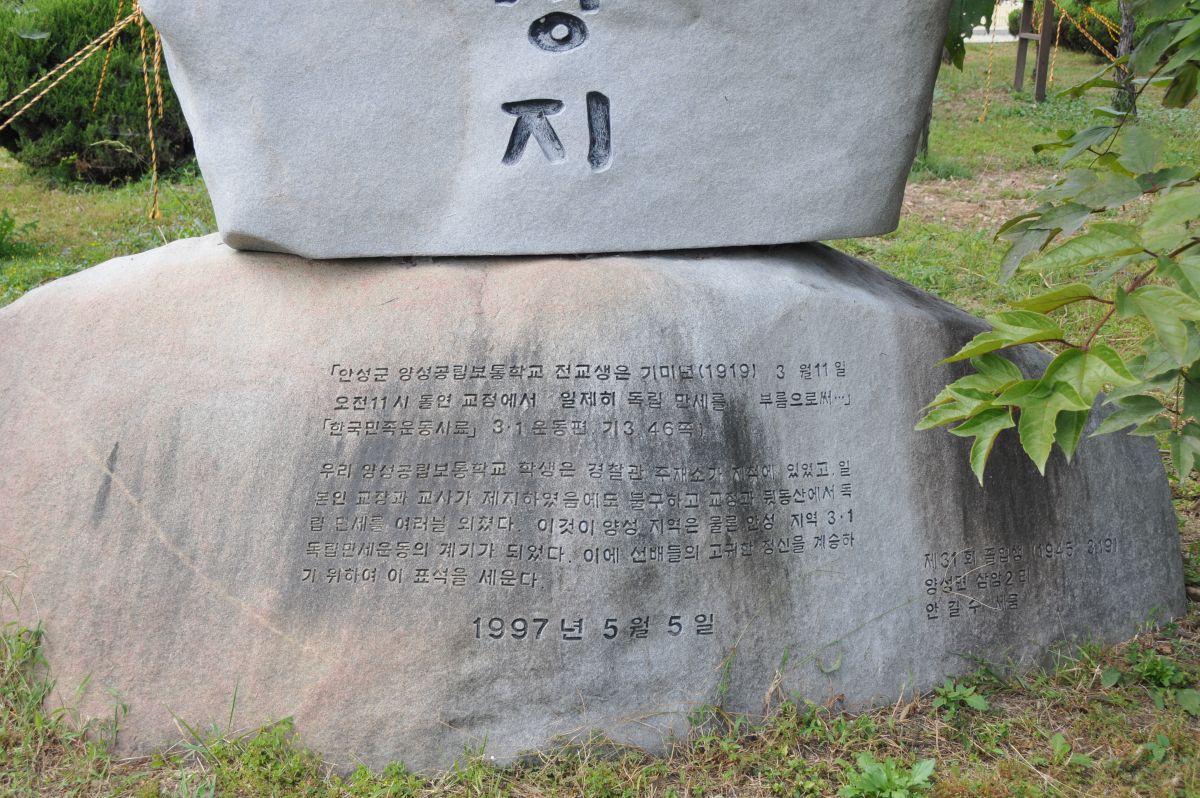 지
「안성군 양성공립보통학교 전교생은 기미년(1919) 3 월11 일
오전11시 돌연 교정에서 일제히 독립 만세를 부름으로써…」
「한국민족운동사료」 3·1 운동편 기3. 46쪽)
우리 양성공립보통학교 학생은 경찰관 주재소가 지척에 있었고, 일
본인 교장과 교사가 제지하였음에도 불구하고 교정과 뒷동산에서 독
립 만세를 여러날 외쳤다. 이것이 양성 지역은 물론 안성 지역 3·1
독립만세운동의 계기가 되었다. 이에 선배들의 고귀한 정신을 계승하
기 위하여 이 표석을 세운다.
1997 년 5 월 5 일
제31 회 졸업생 (1945. 3.19)
양성면 삼암2리
안길수 세움